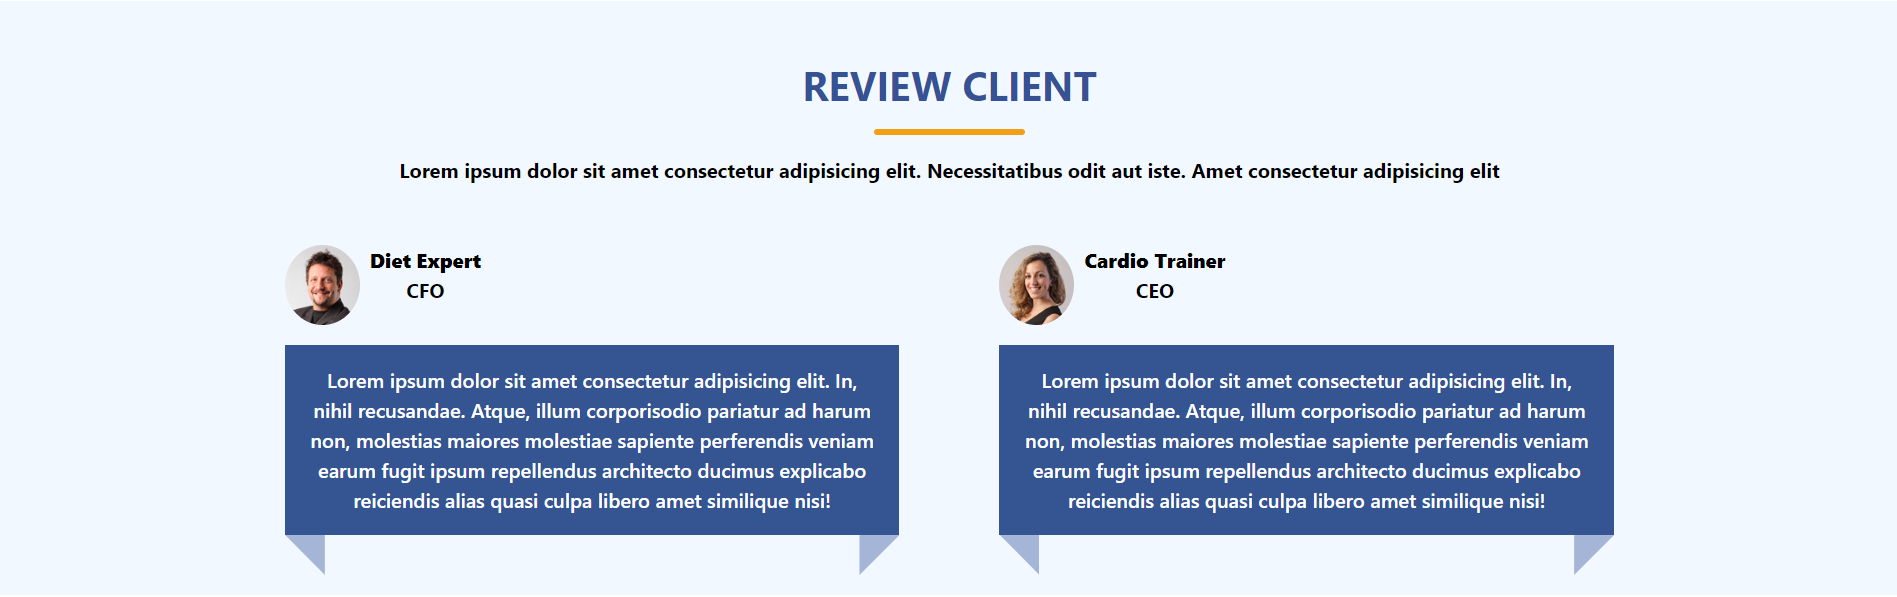 REVIEW CLIENT
Lorem ipsum dolor sit amet consectetur adipisicing elit. Necessitatibus odit aut iste. Amet consectetur adipisicing elit
Diet Expert
CFO
Lorem ipsum dolor sit amet consectetur adipisicing elit. In,
nihil recusandae. Atque, illum corporisodio pariatur ad harum
non, molestias maiores molestiae sapiente perferendis veniam
earum fugit ipsum repellendus architecto ducimus explicabo
reiciendis alias quasi culpa libero amet similique nisi!
Cardio Trainer
CEO
Lorem ipsum dolor sit amet consectetur adipisicing elit. In,
nihil recusandae. Atque, illum corporisodio pariatur ad harum
non, molestias maiores molestiae sapiente perferendis veniam
earum fugit ipsum repellendus architecto ducimus explicabo
reiciendis alias quasi culpa libero amet similique nisi!